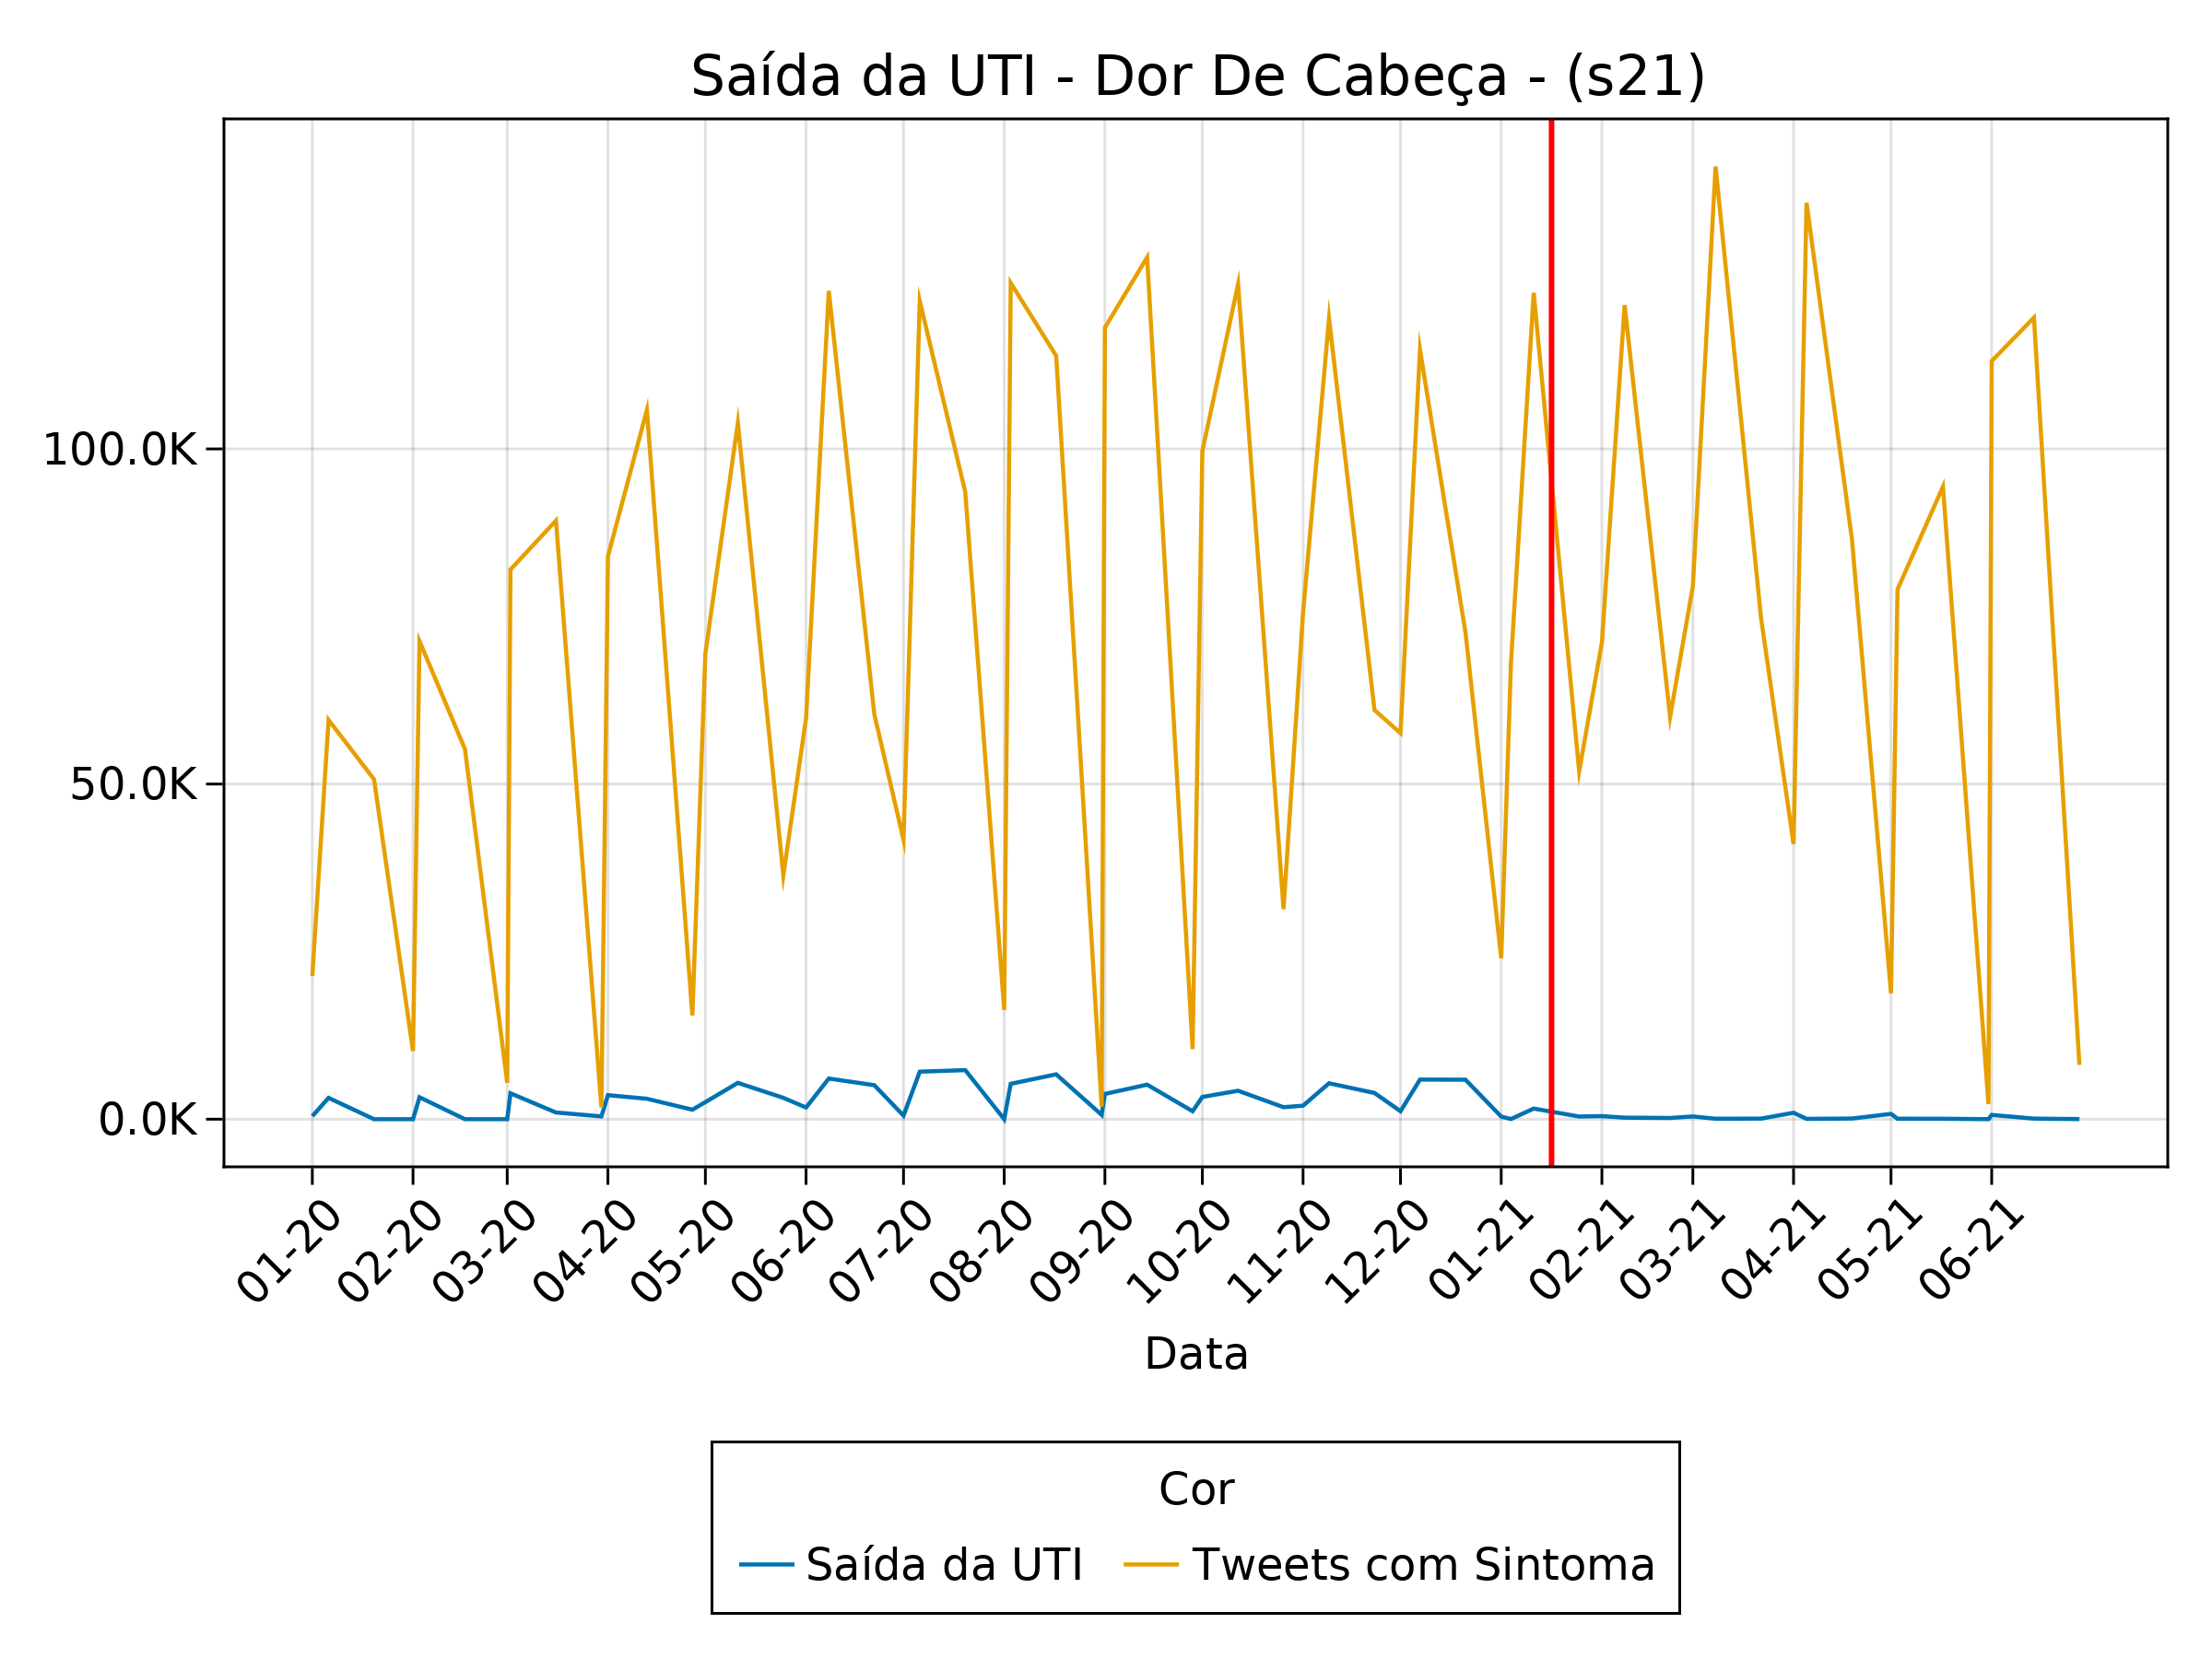 Saída da UTI - Dor De Cabeça - (s21)
100.0K
50.0K
0.0K
01-20 02-20 03-20 04-20 05-20 06-20 07-20 08-20 09-20 10-20 11-20 12-20 01-21 02-21 03-21 04-21 05-21 06-21
Data
Cor
Saída da UTI Tweets com Sintoma